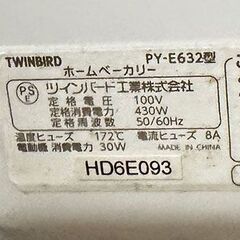 TWINBIRD PY-E632型
ホームベーカリー
PS E
ツインバード工業株式会社
定格電圧 100V
定格消費電力 430W
定格周波数 50/60Hz
温度ヒューズ 172℃ 電流ヒューズ 8A
電動機消費電力 30W MADE IN CHINA
HD6E093